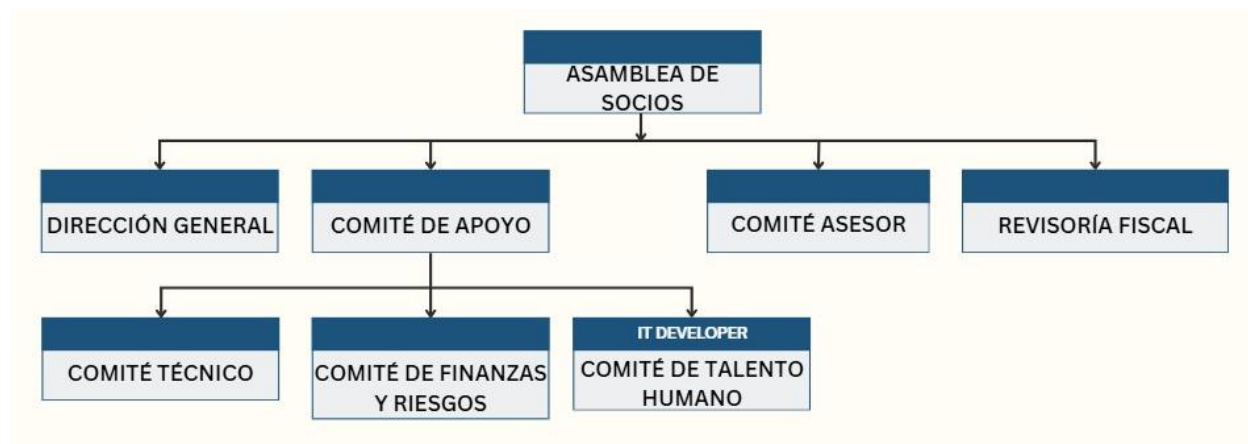 ASAMBLEA DE
SOCIOS
DIRECCIÓN GENERAL
COMITÉ DE APOYO
COMITÉ ASESOR
REVISORÍA FISCAL
COMITÉ TÉCNICO
COMITÉ DE FINANZAS
Y RIESGOS
IT DEVELOPER
COMITÉ DE TALENTO
HUMANO